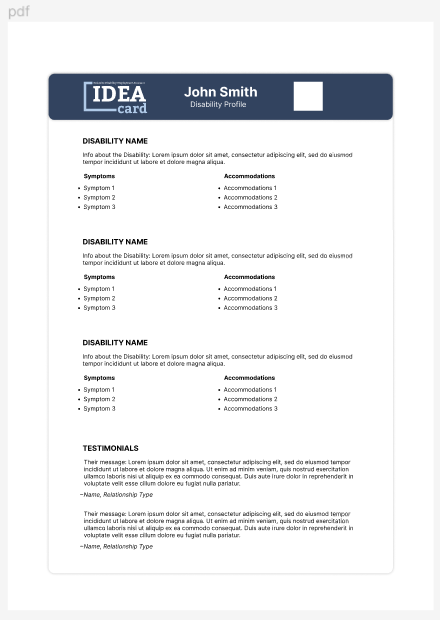 pdf
IDEA
card
John Smith
Disability Profile
DISABILITY NAME
Info about the Disability: Lorem ipsum dolor sit amet, consectetur adipiscing elit, sed do eiusmod
tempor incididunt ut labore et dolore magna aliqua.
Symptoms Accommodations
• Symptom 1 • Accommodations 1
• Symptom 2 • Accommodations 2
• Symptom 3 • Accommodations 3
DISABILITY NAME
Info about the Disability: Lorem ipsum dolor sit amet, consectetur adipiscing elit, sed do eiusmod
tempor incididunt ut labore et dolore magna aliqua.
Symptoms Accommodations
• Symptom 1 • Accommodations 1
• Symptom 2 • Accommodations 2
• Symptom 3 • Accommodations 3
DISABILITY NAME
Info about the Disability: Lorem ipsum dolor sit amet, consectetur adipiscing elit, sed do eiusmod
tempor incididunt ut labore et dolore magna aliqua.
Symptoms Accommodations
• Symptom 1 • Accommodations 1
• Symptom 2 • Accommodations 2
• Symptom 3 • Accommodations 3
TESTIMONIALS
Their message: Lorem ipsum dolor sit amet, consectetur adipiscing elit, sed do eiusmod tempor
incididunt ut labore et dolore magna aliqua. Ut enim ad minim veniam, quis nostrud exercitation
ullamco laboris nisi ut aliquip ex ea commodo consequat. Duis aute irure dolor in reprehenderit in
voluptate velit esse cillum dolore eu fugiat nulla pariatur.
~Name, Relationship Type
Their message: Lorem ipsum dolor sit amet, consectetur adipiscing elit, sed do eiusmod tempor
incididunt ut labore et dolore magna aliqua. Ut enim ad minim veniam, quis nostrud exercitation
ullamco laboris nisi ut aliquip ex ea commodo consequat. Duis aute irure dolor in reprehenderit in
voluptate velit esse cillum dolore eu fugiat nulla pariatur.
~Name, Relationship Type